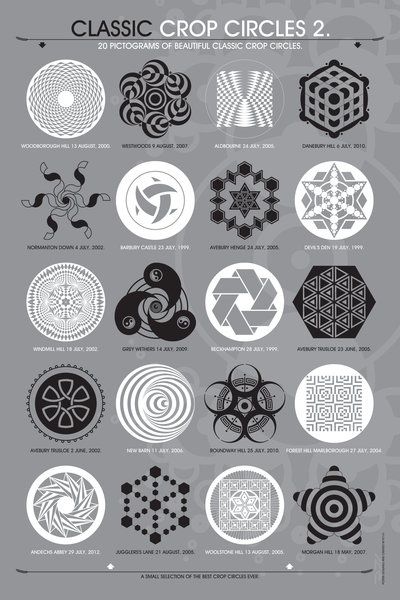 CLASSIC CROP CIRCLES 2.
20 PICTOGRAMS OF BEAUTIFUL CLASSIC CROP CIRCLES.
WOODBOROUGH HILL 13 AUGUST, 2000.
WESTWOODS 9 AUGUST, 2007.
ALDBOURNE 24 JULY, 2005.
DANEBURY HILL 6 JULY, 2010.
NORMANTON DOWN 4 JULY, 2002.
BARBURY CASTLE 23 JULY, 1999.
AVEBURY HENGE 24 JULY, 2005.
DEVIL'S DEN 19 JULY, 1999.
WINDMILL HILL 18 JULY, 2002.
GREY WETHERS 14 JULY, 2009.
BECKHAMPTON 28 JULY, 1999.
AVEBURY TRUSLOE 23 JUNE, 2005.
AVEBURY TRUSLOE 2 JUNE, 2002.
NEW BARN 11 JULY, 2006.
ROUNDWAY HILL 25 JULY, 2010.
FOREST HILL MARLBOROUGH 27 JULY, 2004.
ANDECHS ABBEY 29 JULY, 2012.
JUGGLER'S LANE 21 AUGUST, 2005.
WOOLSTONE HILL 13 AUGUST, 2005.
MORGAN HILL 18 MAY, 2007.
A SMALL SELECTION OF THE BEST CROP CIRCLES EVER.